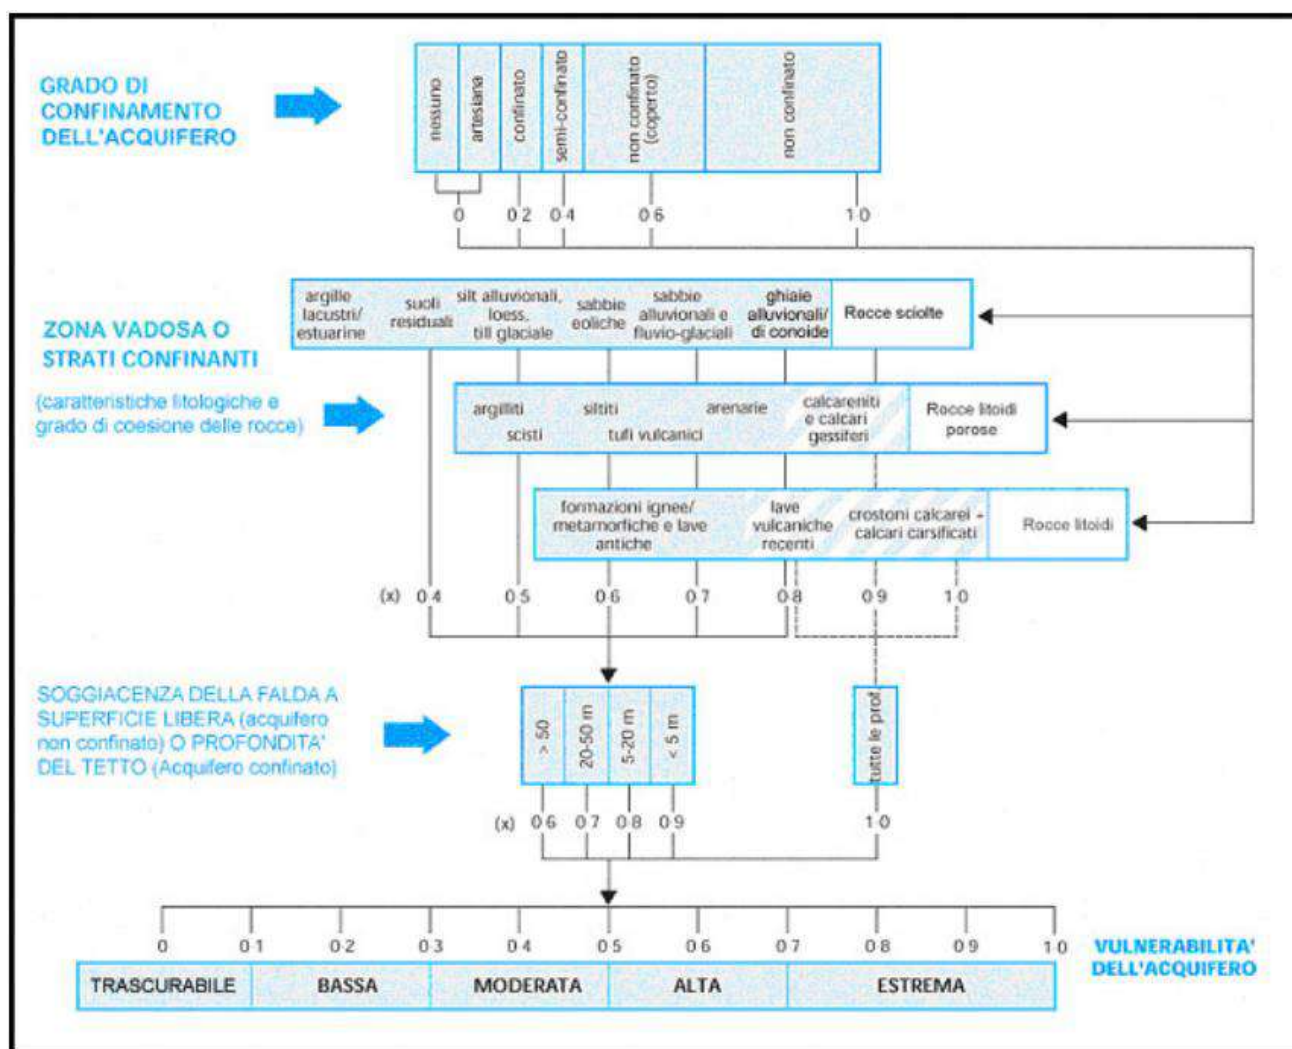 GRADO DI
CONFINAMENTO
DELL'ACQUIFERO
nessuno
artesiana
confinato
semi-confinato
non confinato
(coperto)
non confinato
0
0·2
0·4
0·6
1·0
ZONA VADOSA O
STRATI CONFINANTI
(caratteristiche litologiche e
grado di coesione delle rocce)
argille
lacustri/
estuarine
suoli
residuali
silt alluvionali,
loess,
till glaciale
sabbie
eoliche
sabbie
alluvionali e
fluvio-glaciali
ghiaie
alluvionali/
di conoide
Rocce sciolte
argilliti
scisti
siltiti
tufi vulcanici
arenarie
calcareniti
e calcari
gessiferi
Rocce litoidi
porose
formazioni ignee/
metamorfiche e lave
antiche
lave
vulcaniche
recenti
crostoni calcarei -
calcari carsificati
Rocce litoidi
(x) 0·4 0·5 0·6 0·7 0·8 0·9 1·0
SOGGIACENZA DELLA FALDA A
SUPERFICIE LIBERA (acquifero
non confinato) O PROFONDITA'
DEL TETTO (Acquifero confinato)
> 50
20-50 m
5-20 m
< 5 m
tutte le prof.
(x) 0·6 0·7 0·8 0·9 1·0
0 0·1 0·2 0·3 0·4 0·5 0·6 0·7 0·8 0·9 1·0
VULNERABILITA'
DELL'ACQUIFERO
TRASCURABILE BASSA MODERATA ALTA ESTREMA